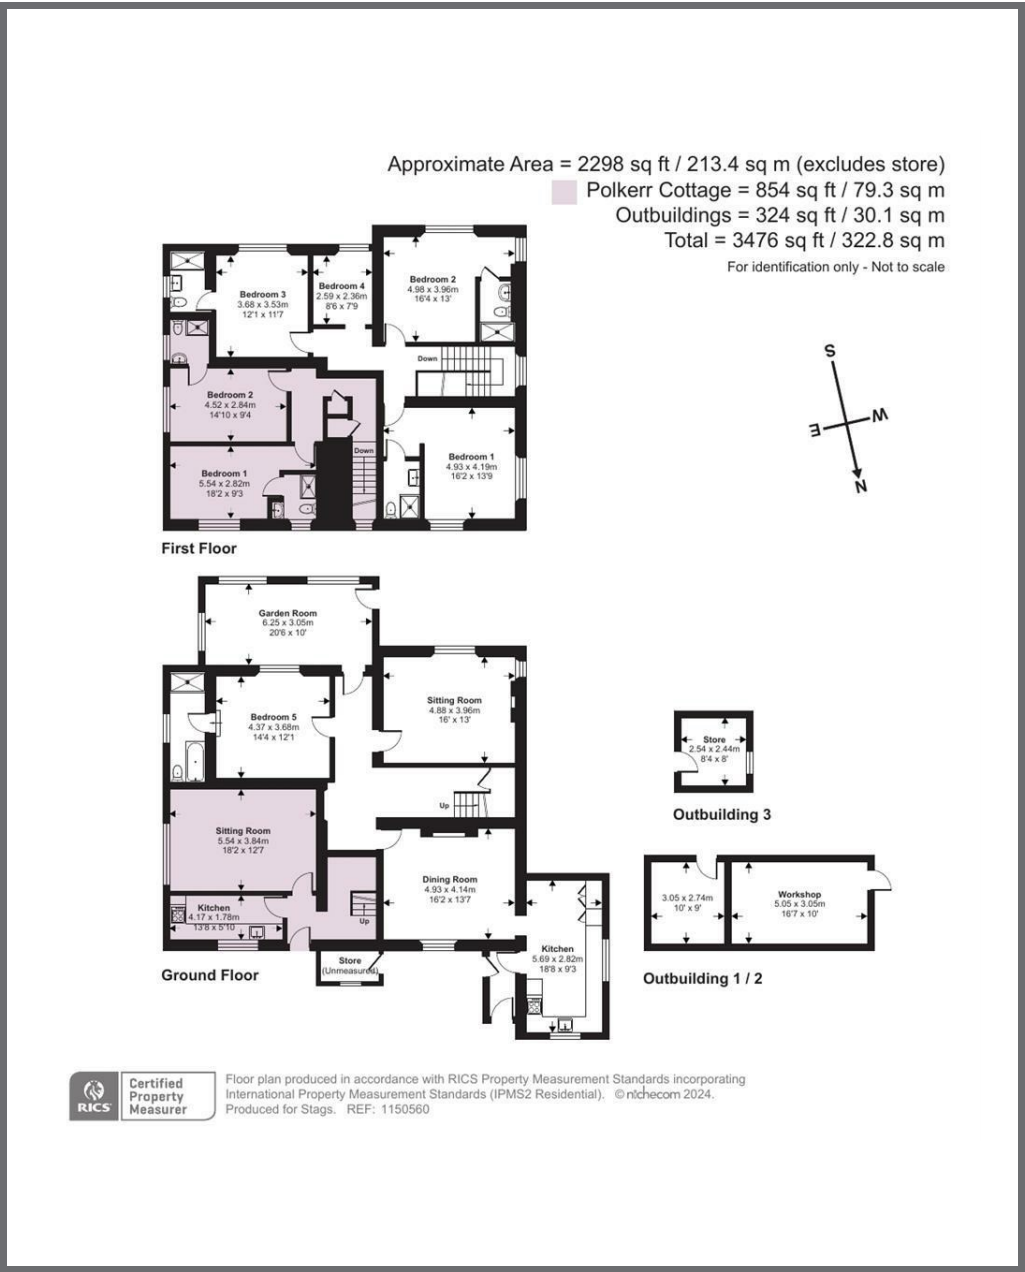 Approximate Area = 2298 sq ft / 213.4 sq m (excludes store)
Polkerr Cottage = 854 sq ft / 79.3 sq m
Outbuildings = 324 sq ft / 30.1 sq m
Total = 3476 sq ft / 322.8 sq m
For identification only - Not to scale
Bedroom 3
3.68 x 3.53m
12'1 x 11'7
Bedroom 4
2.59 x 2.36m
8'6 x 7'9
Bedroom 2
4.98 x 3.96m
16'4 x 13'
Down
Bedroom 2
4.52 x 2.84m
14'10 x 9'4
Bedroom 1
5.54 x 2.82m
18'2 x 9'3
Down
Bedroom 1
4.93 x 4.19m
16'2 x 13'9
S
W
E
N
First Floor
Garden Room
6.25 x 3.05m
20'6 x 10'
Bedroom 5
4.37 x 3.68m
14'4 x 12'1
Sitting Room
4.88 x 3.96m
16' x 13'
Up
Sitting Room
5.54 x 3.84m
18'2 x 12'7
Dining Room
4.93 x 4.14m
16'2 x 13'7
Kitchen
4.17 x 1.78m
13'8 x 5'10
Up
Store
(Unmeasured)
Kitchen
5.69 x 2.82m
18'8 x 9'3
Ground Floor
Store
2.54 x 2.44m
8'4 x 8'
Outbuilding 3
3.05 x 2.74m
10' x 9'
Workshop
5.05 x 3.05m
16'7 x 10'
Outbuilding 1 / 2
RICS
Certified
Property
Measurer
Floor plan produced in accordance with RICS Property Measurement Standards incorporating
International Property Measurement Standards (IPMS2 Residential). © nichecom 2024.
Produced for Stags. REF: 1150560